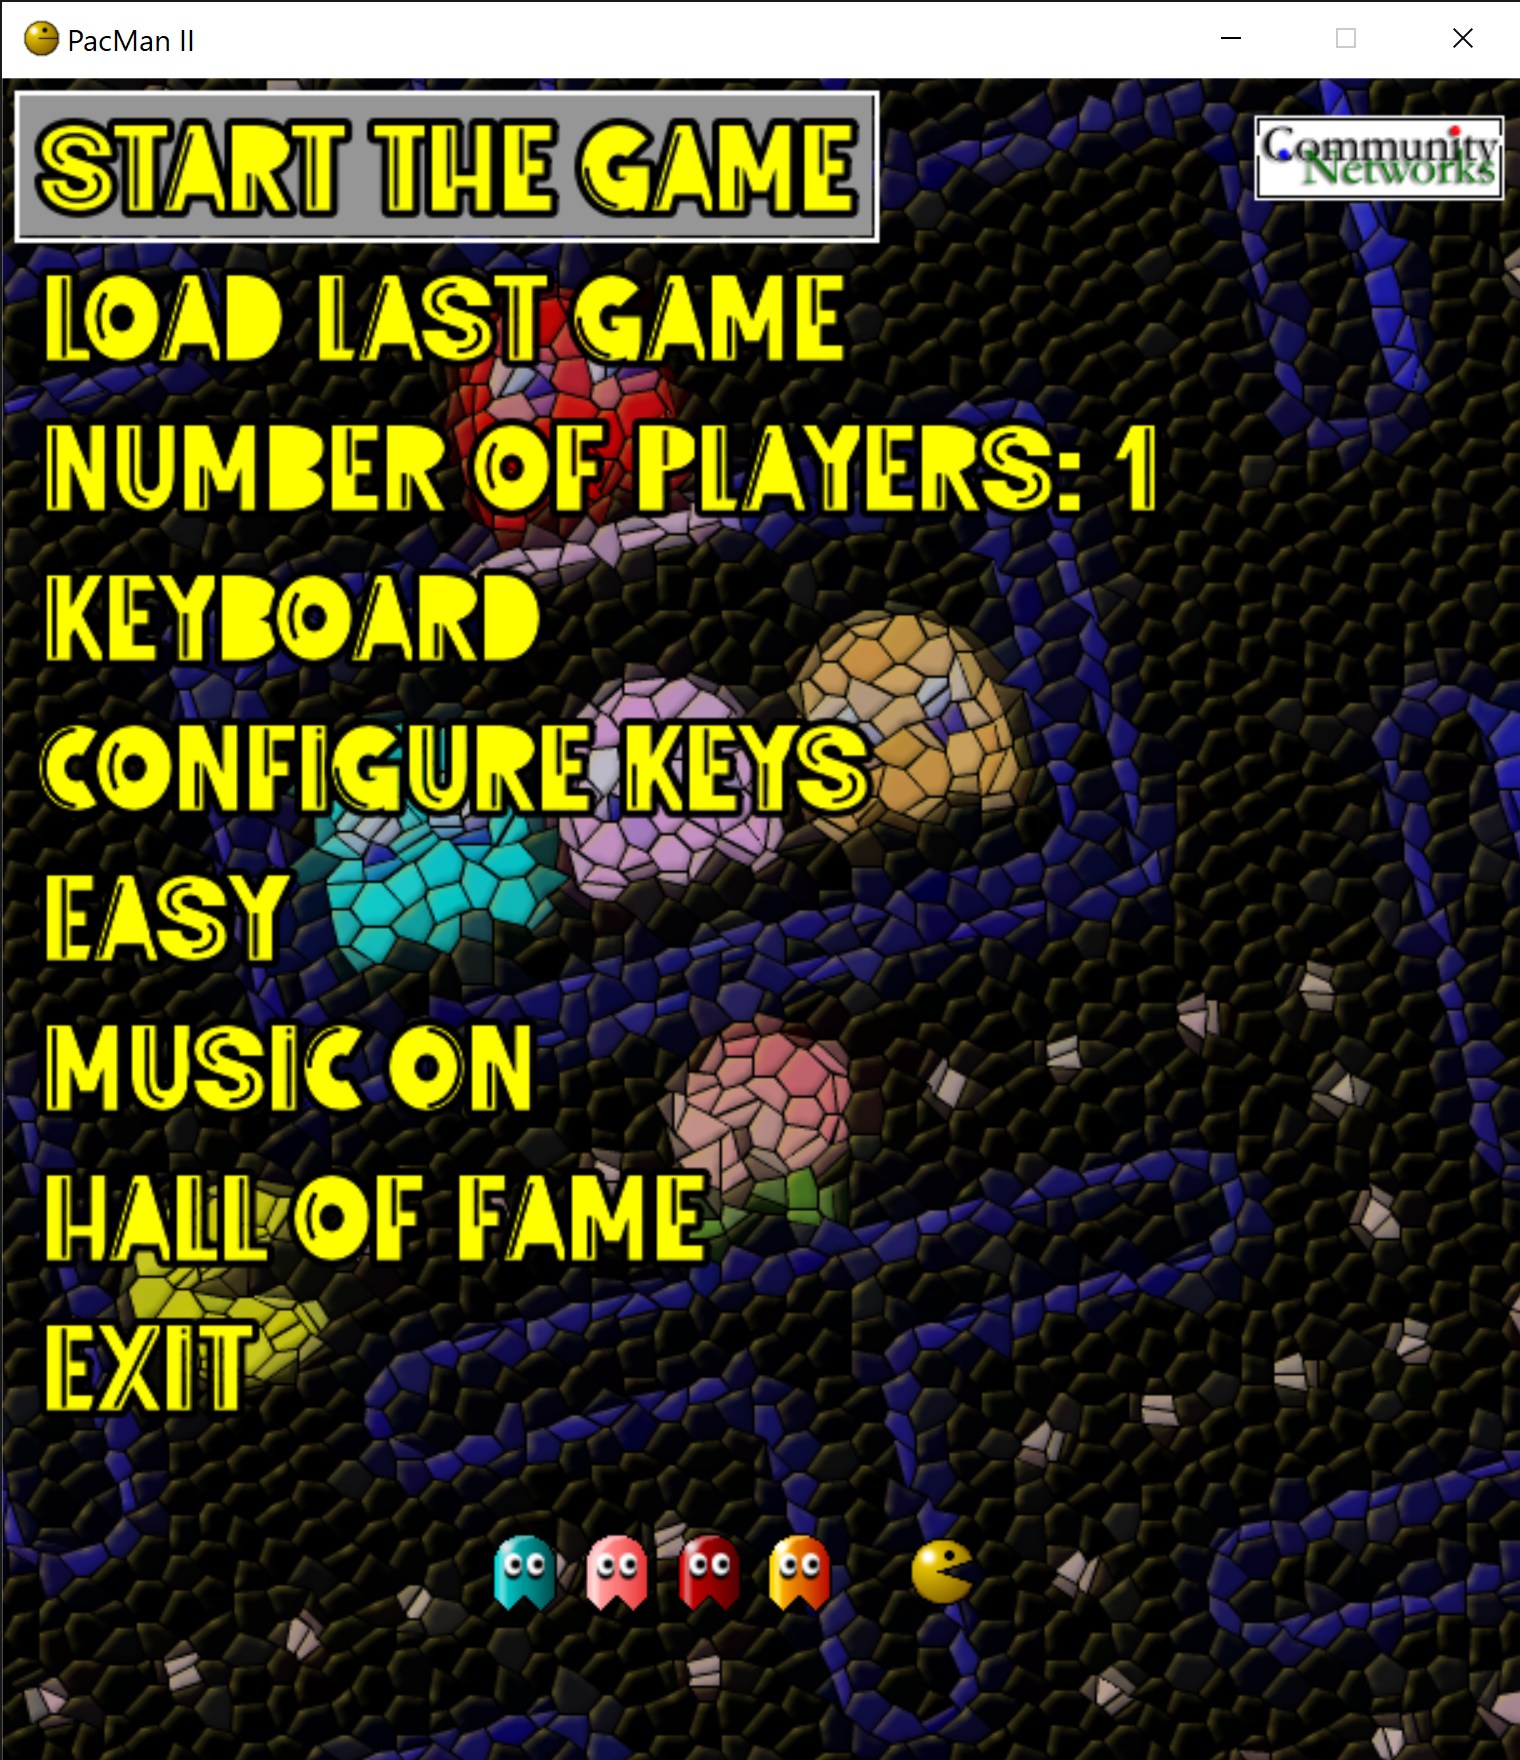 PacMan II
START THE GAME
Community
Networks
LOAD LAST GAME
NUMBER OF PLAYERS: 1
KEYBOARD
CONFIGURE KEYS
EASY
MUSIC ON
HALL OF FAME
EXIT